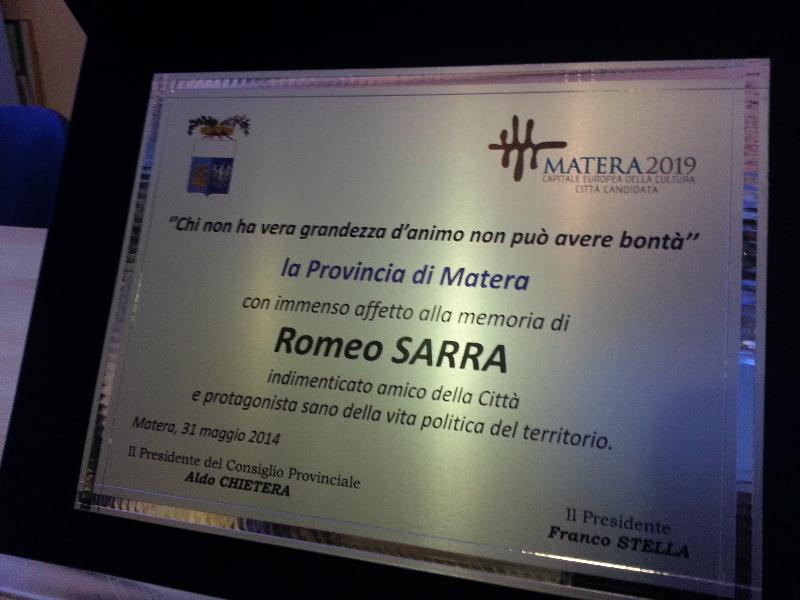 MATERA2019
CAPITALE EUROPEA DELLA CULTURA
CITTÀ CANDIDATA
“Chi non ha vera grandezza d’animo non può avere bontà’’
la Provincia di Matera
con immenso affetto alla memoria di
Romeo SARRA
indimenticato amico della Città
e protagonista sano della vita politica del territorio.
Matera, 31 maggio 2014
Il Presidente del Consiglio Provinciale
Aldo CHIETERA
Il Presidente
Franco STELLA